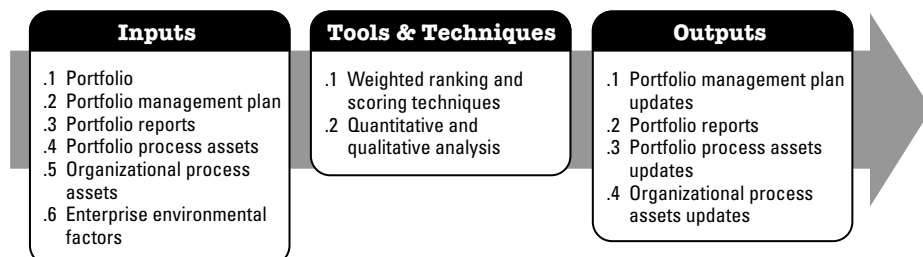 Inputs
.1 Portfolio
.2 Portfolio management plan
.3 Portfolio reports
.4 Portfolio process assets
.5 Organizational process
assets
.6 Enterprise environmental
factors
Tools & Techniques
.1 Weighted ranking and
scoring techniques
.2 Quantitative and
qualitative analysis
Outputs
.1 Portfolio management plan
updates
.2 Portfolio reports
.3 Portfolio process assets
updates
.4 Organizational process
assets updates